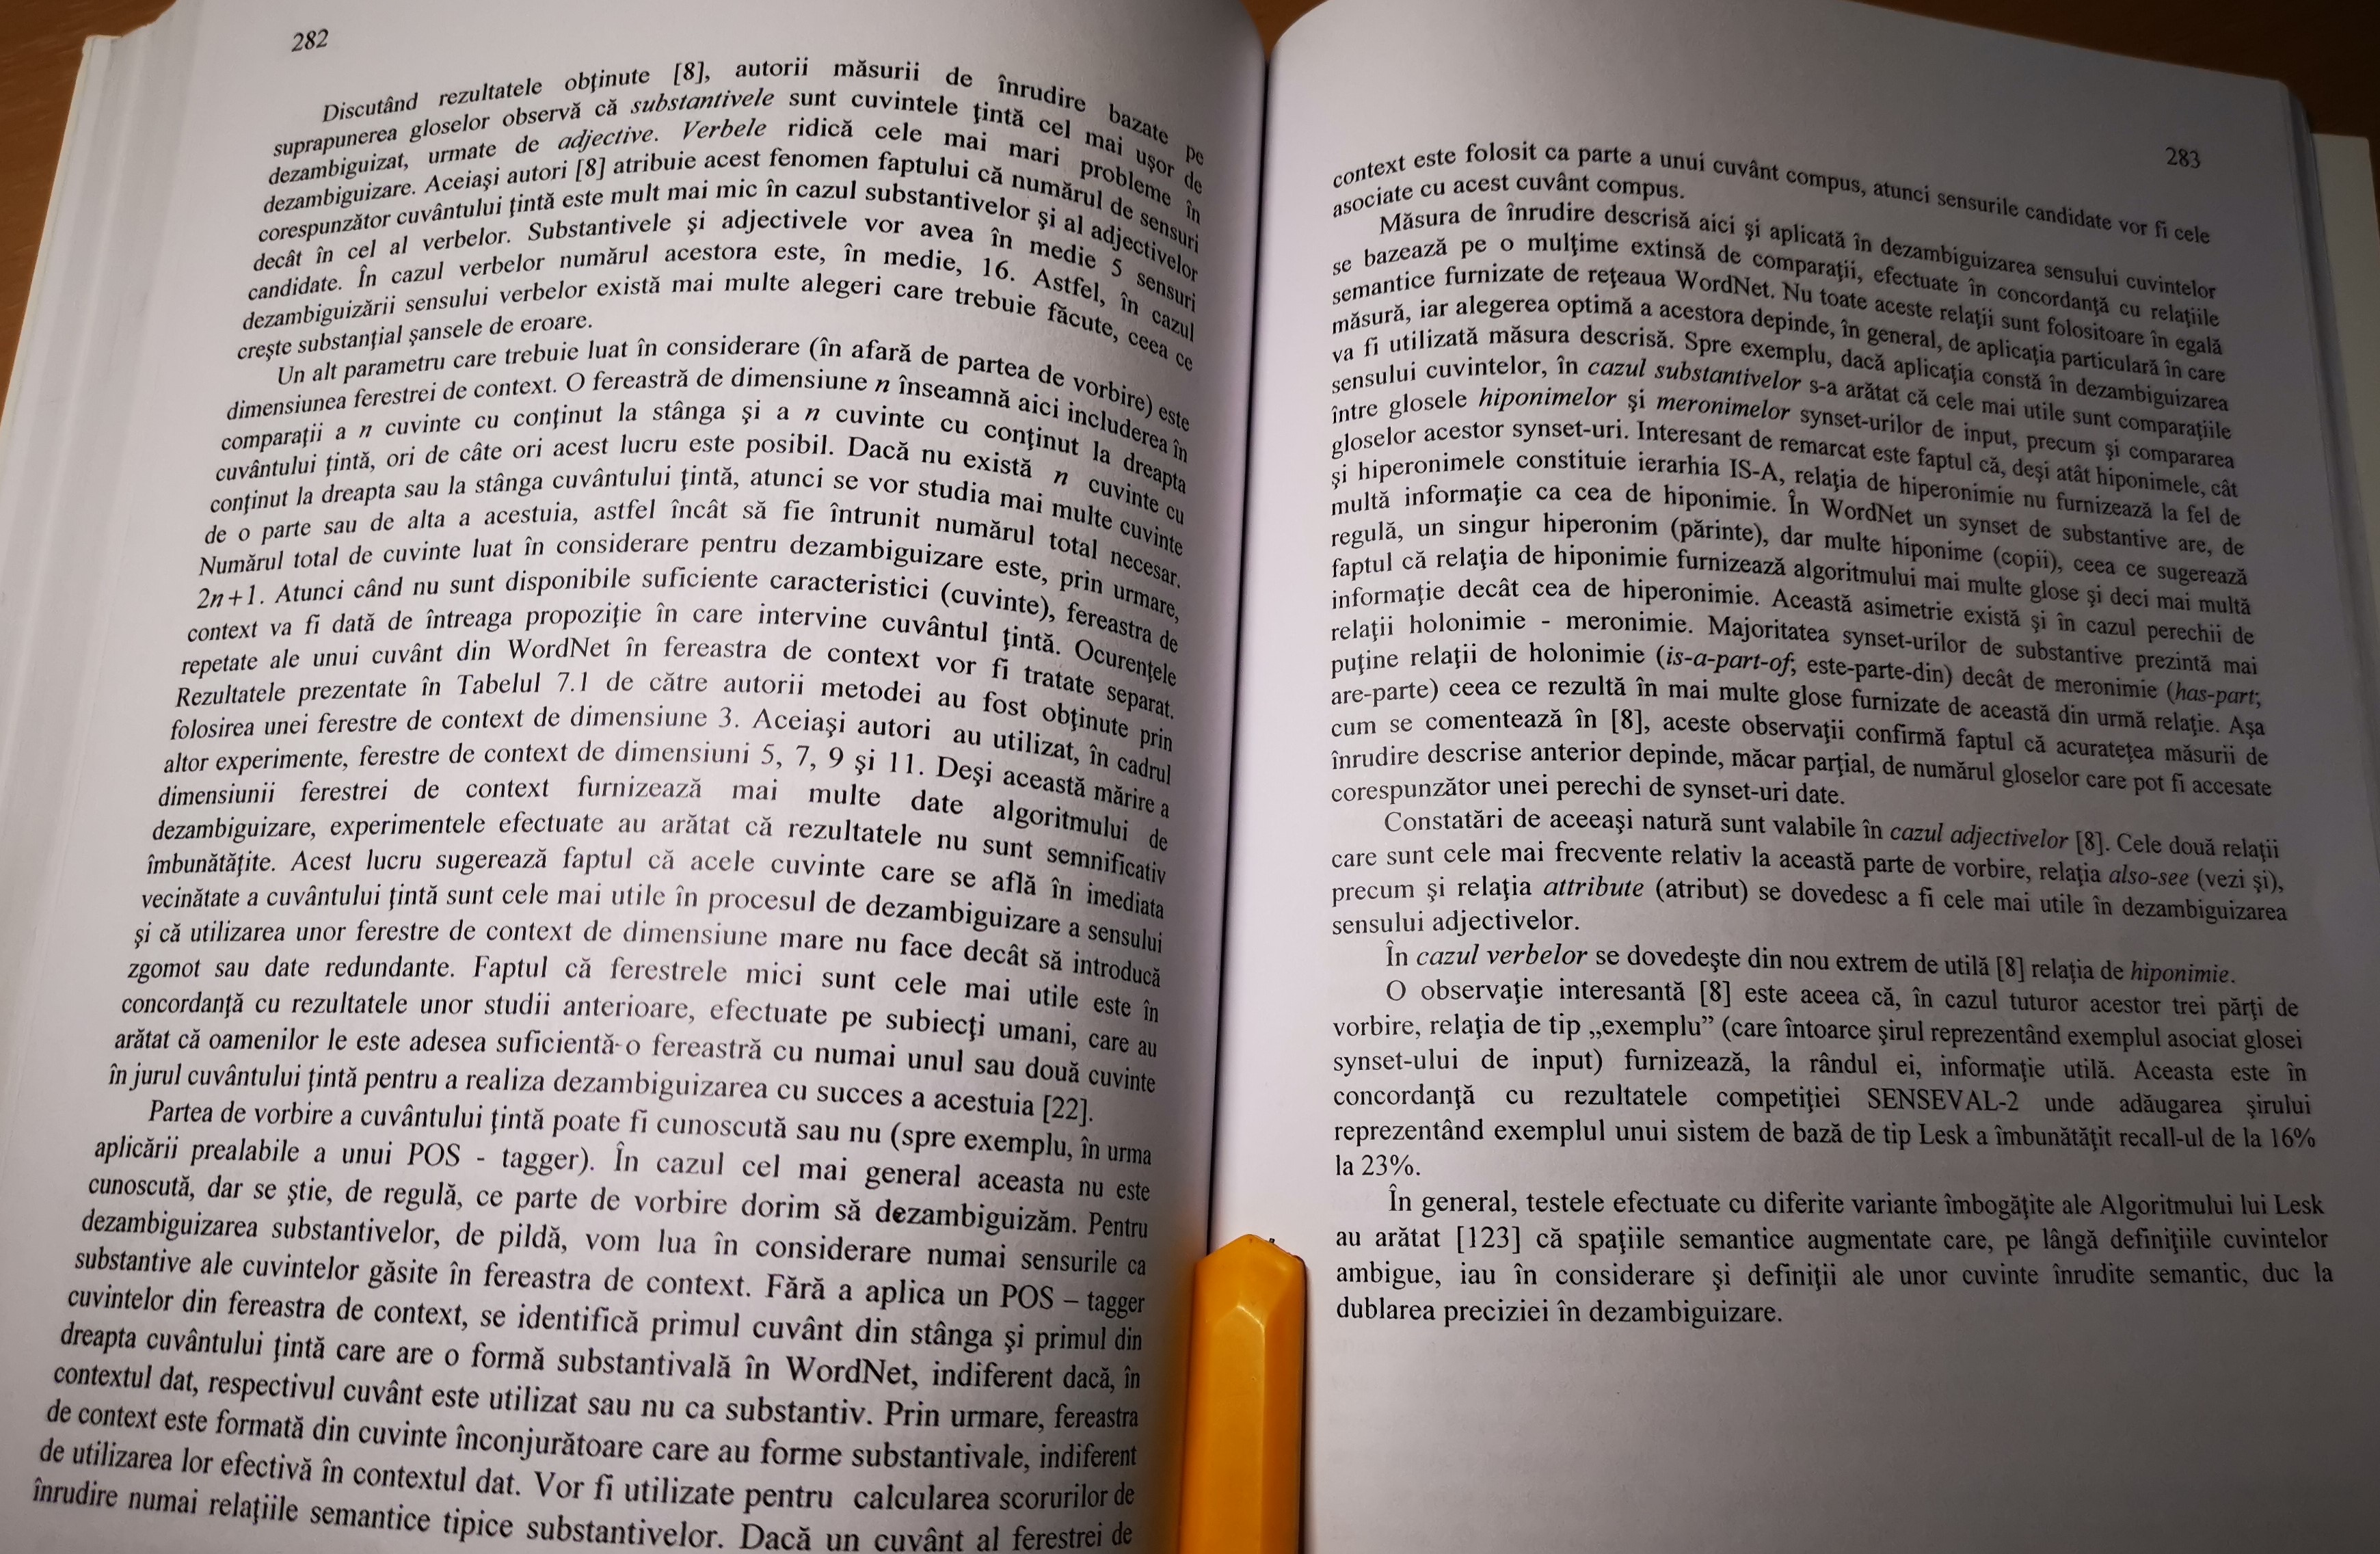 282
Discutând rezultatele obţinute [8], autorii măsurii de înrudire bazate pe
suprapunerea gloselor observă că substantivele sunt cuvintele ţintă cel mai uşor de
dezambiguizat, urmate de adjective. Verbele ridică cele mai mari probleme în
dezambiguizare. Aceiaşi autori [8] atribuie acest fenomen faptului că numărul de sensuri
corespunzător cuvântului ţintă este mult mai mic în cazul substantivelor şi al adjectivelor
decât în cel al verbelor. Substantivele şi adjectivele vor avea în medie 5 sensuri
candidate. În cazul verbelor numărul acestora este, în medie, 16. Astfel, în cazul
dezambiguizării sensului verbelor există mai multe alegeri care trebuie făcute, ceea ce
creşte substanţial şansele de eroare.
Un alt parametru care trebuie luat în considerare (în afară de partea de vorbire) este
dimensiunea ferestrei de context. O fereastră de dimensiune n înseamnă aici includerea în
comparaţii a n cuvinte cu conţinut la stânga şi a n cuvinte cu conţinut la dreapta
cuvântului ţintă, ori de câte ori acest lucru este posibil. Dacă nu există n cuvinte cu
conţinut la dreapta sau la stânga cuvântului ţintă, atunci se vor studia mai multe cuvinte
de o parte sau de alta a acestuia, astfel încât să fie întrunit numărul total necesar.
Numărul total de cuvinte luat în considerare pentru dezambiguizare este, prin urmare,
2n+1. Atunci când nu sunt disponibile suficiente caracteristici (cuvinte), fereastra de
context va fi dată de întreaga propoziţie în care intervine cuvântul ţintă. Ocurenţele
repetate ale unui cuvânt din WordNet în fereastra de context vor fi tratate separat.
Rezultatele prezentate în Tabelul 7.1 de către autorii metodei au fost obţinute prin
folosirea unei ferestre de context de dimensiune 3. Aceiaşi autori au utilizat, în cadrul
altor experimente, ferestre de context de dimensiuni 5, 7, 9 şi 11. Deşi această mărire a
dimensiunii ferestrei de context furnizează mai multe date algoritmului de
dezambiguizare, experimentele efectuate au arătat că rezultatele nu sunt semnificativ
îmbunătăţite. Acest lucru sugerează faptul că acele cuvinte care se află în imediata
vecinătate a cuvântului ţintă sunt cele mai utile în procesul de dezambiguizare a sensului
şi că utilizarea unor ferestre de context de dimensiune mare nu face decât să introducă
zgomot sau date redundante. Faptul că ferestrele mici sunt cele mai utile este în
concordanţă cu rezultatele unor studii anterioare, efectuate pe subiecţi umani, care au
arătat că oamenilor le este adesea suficientă o fereastră cu numai unul sau două cuvinte
în jurul cuvântului ţintă pentru a realiza dezambiguizarea cu succes a acestuia [22].
Partea de vorbire a cuvântului ţintă poate fi cunoscută sau nu (spre exemplu, în urma
aplicării prealabile a unui POS - tagger). În cazul cel mai general aceasta nu este
cunoscută, dar se ştie, de regulă, ce parte de vorbire dorim să dezambiguizăm. Pentru
dezambiguizarea substantivelor, de pildă, vom lua în considerare numai sensurile ca
substantive ale cuvintelor găsite în fereastra de context. Fără a aplica un POS – tagger
cuvintelor din fereastra de context, se identifică primul cuvânt din stânga şi primul din
dreapta cuvântului ţintă care are o formă substantivală în WordNet, indiferent dacă, în
contextul dat, respectivul cuvânt este utilizat sau nu ca substantiv. Prin urmare, fereastra
de context este formată din cuvinte înconjurătoare care au forme substantivale, indiferent
de utilizarea lor efectivă în contextul dat. Vor fi utilizate pentru calcularea scorurilor de
înrudire numai relaţiile semantice tipice substantivelor. Dacă un cuvânt al ferestrei de
283
context este folosit ca parte a unui cuvânt compus, atunci sensurile candidate vor fi cele
asociate cu acest cuvânt compus.
Măsura de înrudire descrisă aici şi aplicată în dezambiguizarea sensului cuvintelor
se bazează pe o mulţime extinsă de comparaţii, efectuate în concordanţă cu relaţiile
semantice furnizate de reţeaua WordNet. Nu toate aceste relaţii sunt folositoare în egală
măsură, iar alegerea optimă a acestora depinde, în general, de aplicaţia particulară în care
va fi utilizată măsura descrisă. Spre exemplu, dacă aplicaţia constă în dezambiguizarea
sensului cuvintelor, în cazul substantivelor s-a arătat că cele mai utile sunt comparaţiile
între glosele hiponimelor şi meronimelor synset-urilor de input, precum şi compararea
gloselor acestor synset-uri. Interesant de remarcat este faptul că, deşi atât hiponimele, cât
şi hiperonimele constituie ierarhia IS-A, relaţia de hiperonimie nu furnizează la fel de
multă informaţie ca cea de hiponimie. În WordNet un synset de substantive are, de
regulă, un singur hiperonim (părinte), dar multe hiponime (copii), ceea ce sugerează
faptul că relaţia de hiponimie furnizează algoritmului mai multe glose şi deci mai multă
informaţie decât cea de hiperonimie. Această asimetrie există şi în cazul perechii de
relaţii holonimie - meronimie. Majoritatea synset-urilor de substantive prezintă mai
puţine relaţii de holonimie (is-a-part-of; este-parte-din) decât de meronimie (has-part;
are-parte) ceea ce rezultă în mai multe glose furnizate de această din urmă relaţie. Aşa
cum se comentează în [8], aceste observaţii confirmă faptul că acurateţea măsurii de
înrudire descrise anterior depinde, măcar parţial, de numărul gloselor care pot fi accesate
corespunzător unei perechi de synset-uri date.
Constatări de aceeaşi natură sunt valabile în cazul adjectivelor [8]. Cele două relaţii
care sunt cele mai frecvente relativ la această parte de vorbire, relaţia also-see (vezi şi),
precum şi relaţia attribute (atribut) se dovedesc a fi cele mai utile în dezambiguizarea
sensului adjectivelor.
În cazul verbelor se dovedeşte din nou extrem de utilă [8] relaţia de hiponimie.
O observaţie interesantă [8] este aceea că, în cazul tuturor acestor trei părţi de
vorbire, relaţia de tip „exemplu” (care întoarce şirul reprezentând exemplul asociat glosei
synset-ului de input) furnizează, la rândul ei, informaţie utilă. Aceasta este în
concordanţă cu rezultatele competiţiei SENSEVAL-2 unde adăugarea şirului
reprezentând exemplul unui sistem de bază de tip Lesk a îmbunătăţit recall-ul de la 16%
la 23%.
În general, testele efectuate cu diferite variante îmbogăţite ale Algoritmului lui Lesk
au arătat [123] că spaţiile semantice augmentate care, pe lângă definiţiile cuvintelor
ambigue, iau în considerare şi definiţii ale unor cuvinte înrudite semantic, duc la
dublarea preciziei în dezambiguizare.